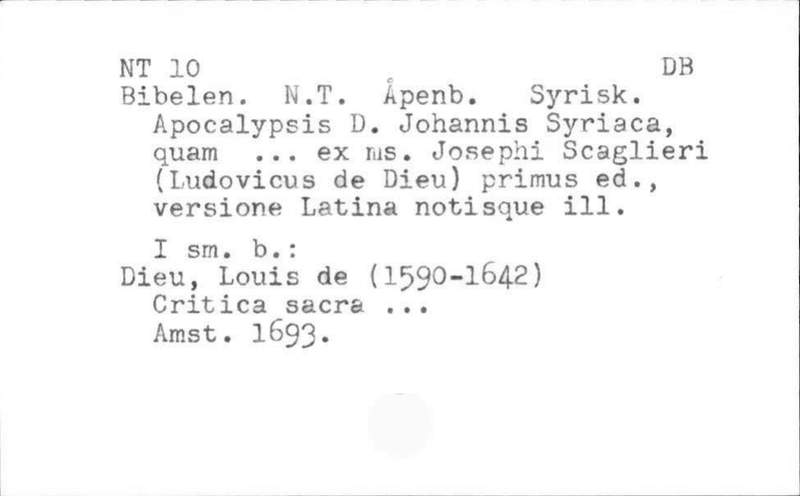 NT 10 DB
Bibelen. N.T. Åpenb. Syrisk.
Apocalypsis D. Johannis Syriaca,
quam ... ex ms. Josephi Scaglieri
(Ludovicus de Dieu) primus ed.,
versione Latina notisque ill.
I sm. b.:
Dieu, Louis de (1590-1642)
Critica sacra ...
Amst. 1693.